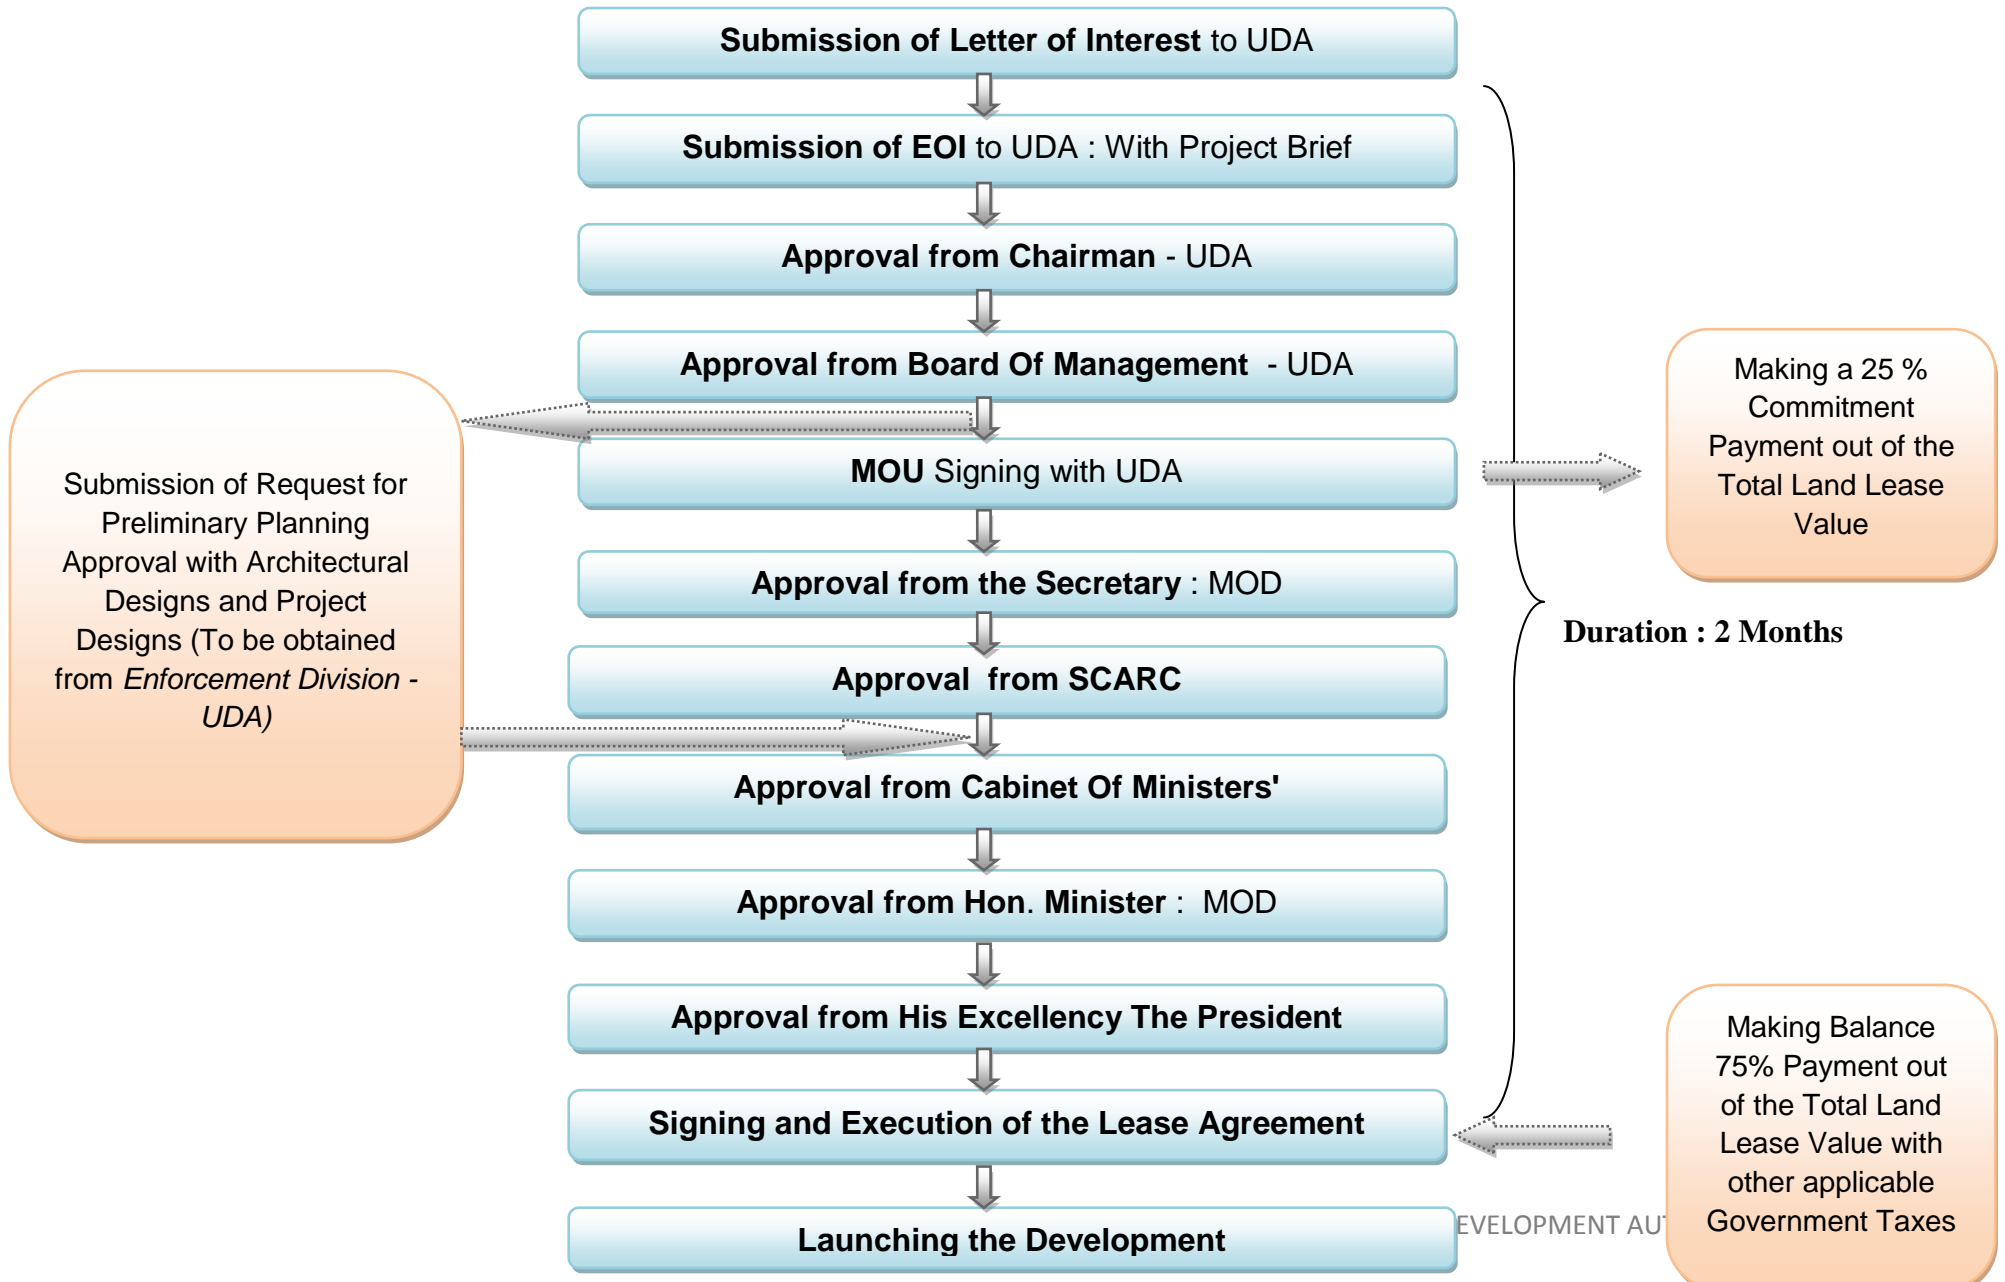 Submission of Letter of Interest to UDA
Submission of EOI to UDA : With Project Brief
Approval from Chairman - UDA
Approval from Board Of Management - UDA
MOU Signing with UDA
Approval from the Secretary : MOD
Approval from SCARC
Approval from Cabinet Of Ministers'
Approval from Hon. Minister : MOD
Approval from His Excellency The President
Signing and Execution of the Lease Agreement
Launching the Development
Submission of Request for
Preliminary Planning
Approval with Architectural
Designs and Project
Designs (To be obtained
from Enforcement Division -
UDA)
Making a 25 %
Commitment
Payment out of the
Total Land Lease
Value
Duration : 2 Months
Making Balance
75% Payment out
of the Total Land
Lease Value with
other applicable
Government Taxes
EVELOPMENT AUT